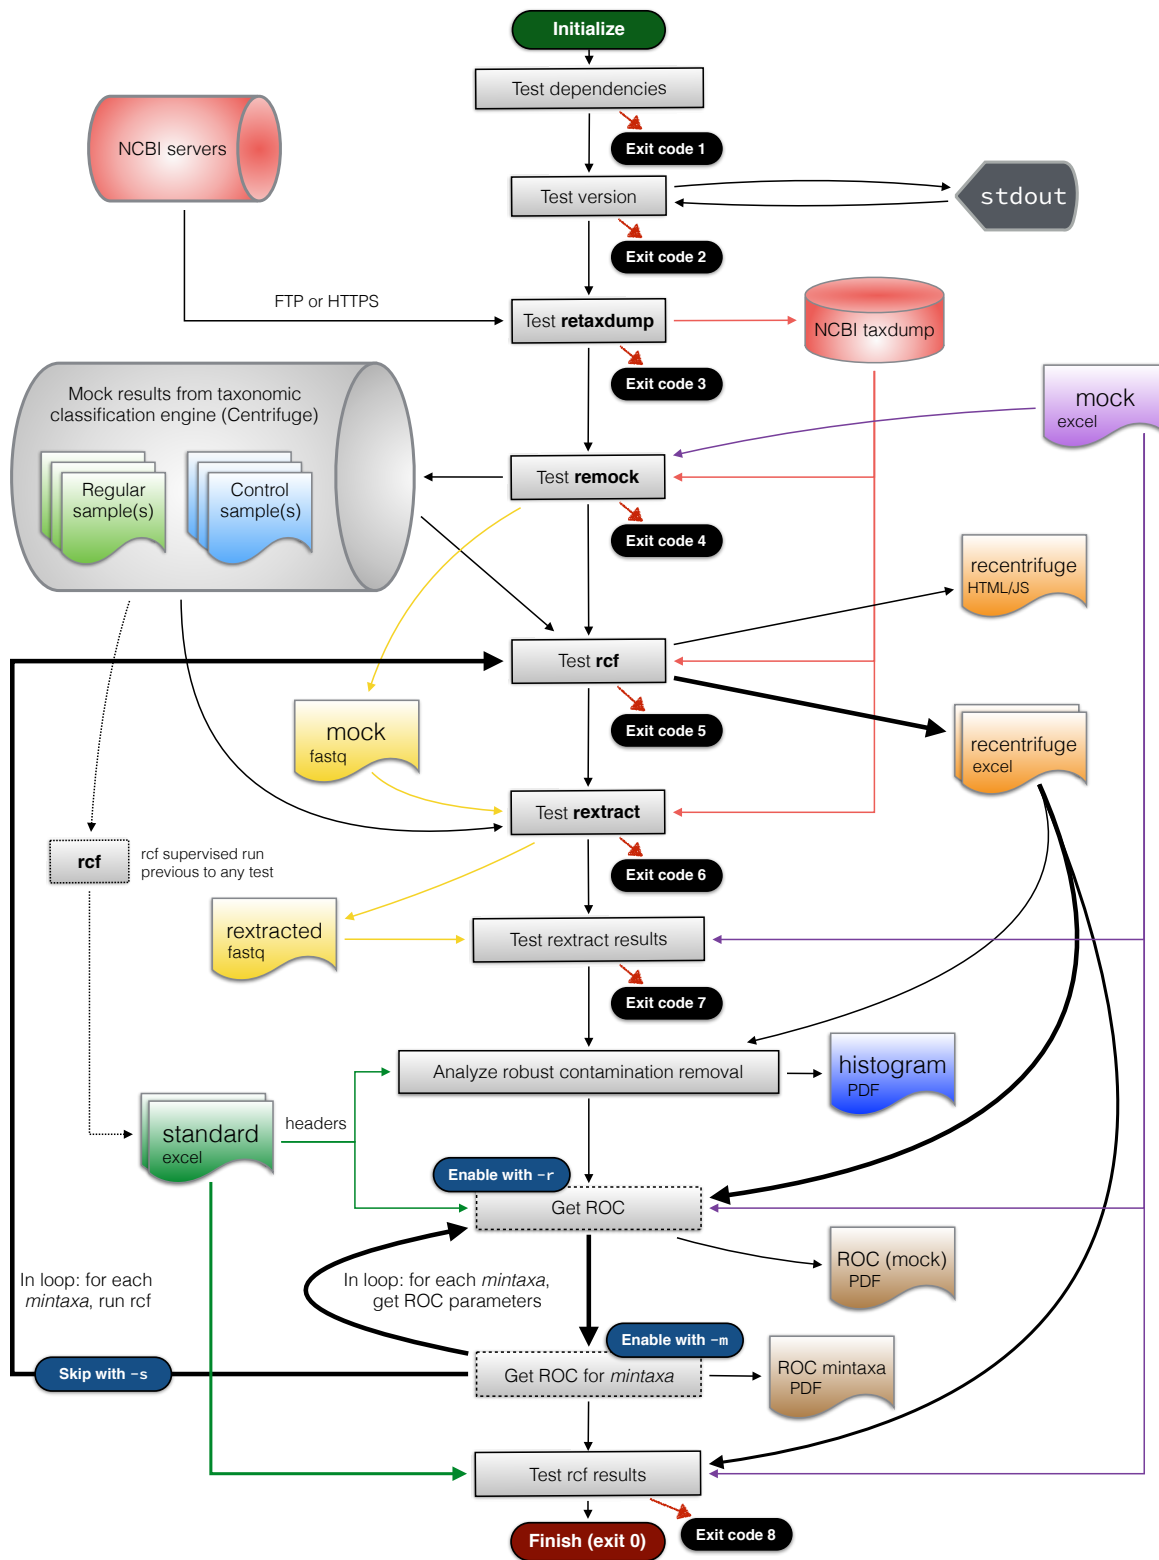 Initialize
Test dependencies
Exit code 1
NCBI servers
Test version
stdout
Exit code 2
FTP or HTTPS
Test retaxdump
NCBI taxdump
Exit code 3
Mock results from taxonomic
classification engine (Centrifuge)
mock
excel
Regular
sample(s)
Control
sample(s)
Test remock
Exit code 4
recentrifuge
HTML/JS
Test rcf
Exit code 5
mock
fastq
recentrifuge
excel
Test rextract
rcf
rcf supervised run
previous to any test
Exit code 6
rextracted
fastq
Test rextract results
Exit code 7
Analyze robust contamination removal
histogram
PDF
standard
excel
headers
Enable with -r
Get ROC
ROC (mock)
PDF
In loop: for each
mintaxa, run rcf
In loop: for each mintaxa,
get ROC parameters
Enable with -m
Skip with -s
Get ROC for mintaxa
ROC mintaxa
PDF
Test rcf results
Finish (exit 0)
Exit code 8